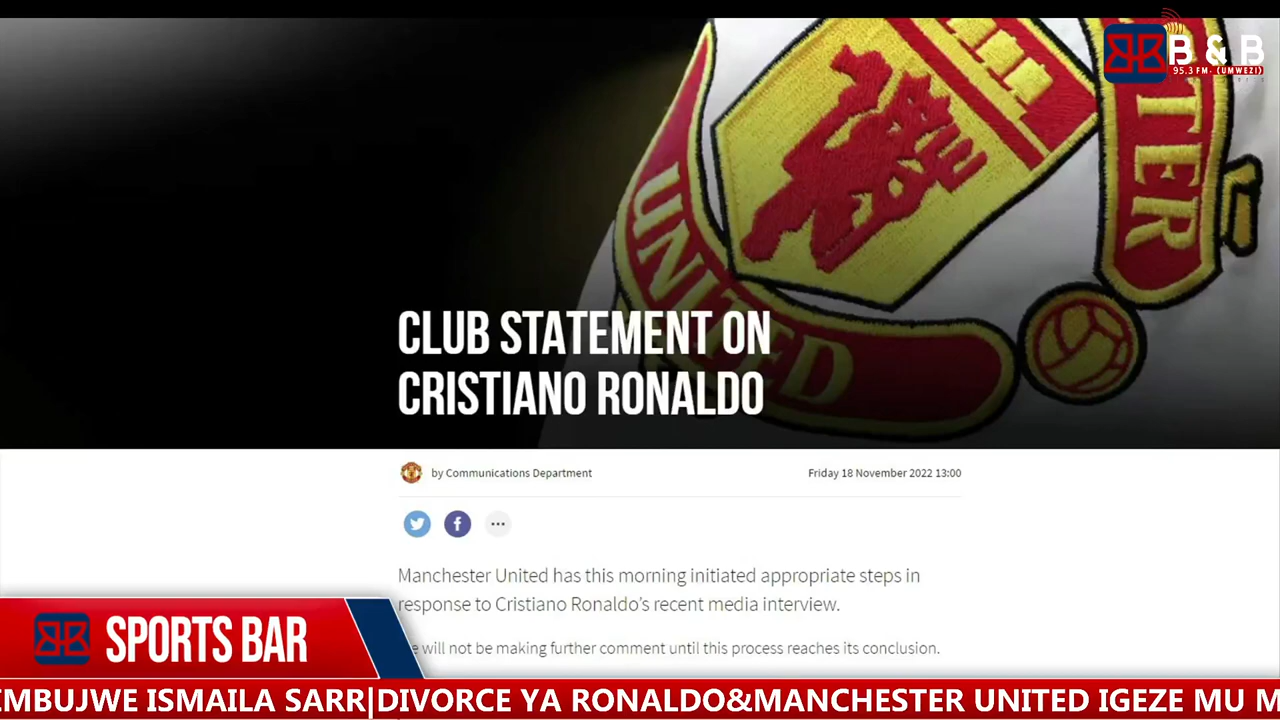 B & B
95.3 FM- (UMWEZI)
TER
UNITED
CLUB STATEMENT ON
CRISTIANO RONALDO
by Communications Department
Friday 18 November 2022 13:00
Manchester United has this morning initiated appropriate steps in
response to Cristiano Ronaldo's recent media interview.
will not be making further comment until this process reaches its conclusion.
SPORTS BAR
IMBUJWE ISMAILA SARR|DIVORCE YA RONALDO&MANCHESTER UNITED IGEZE MU M